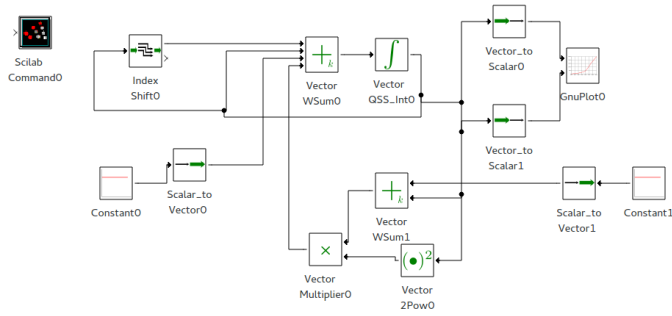 Scilab
Command0
Index
Shift0
+k
Vector
WSum0
∫
Vector
QSS_Int0
Vector_to
Scalar0
GnuPlot0
Vector_to
Scalar1
Constant0
Scalar_to
Vector0
+k
Vector
WSum1
Scalar_to
Vector1
Constant1
×
Vector
Multiplier0
(•)2
Vector
2Pow0